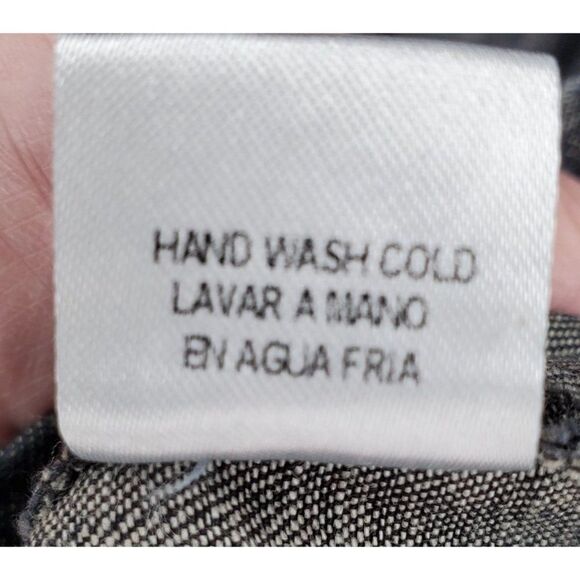 HAND WASH COLD
LAVAR A MANO
EN AGUA FRIA